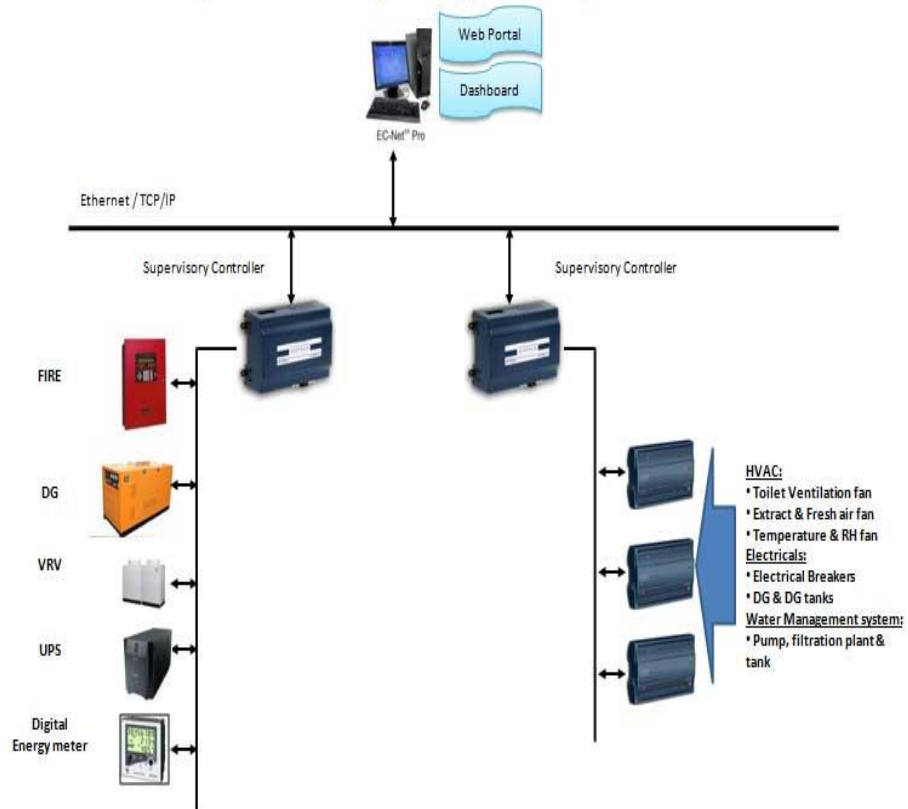 Web Portal
Dashboard
EC-Net™ Pro
Ethernet / TCP/IP
Supervisory Controller
Supervisory Controller
FIRE
DG
VRV
UPS
Digital
Energy meter
HVAC:
• Toilet Ventilation fan
• Extract & Fresh air fan
• Temperature & RH fan
Electricals:
• Electrical Breakers
• DG & DG tanks
Water Management system:
• Pump, filtration plant &
tank